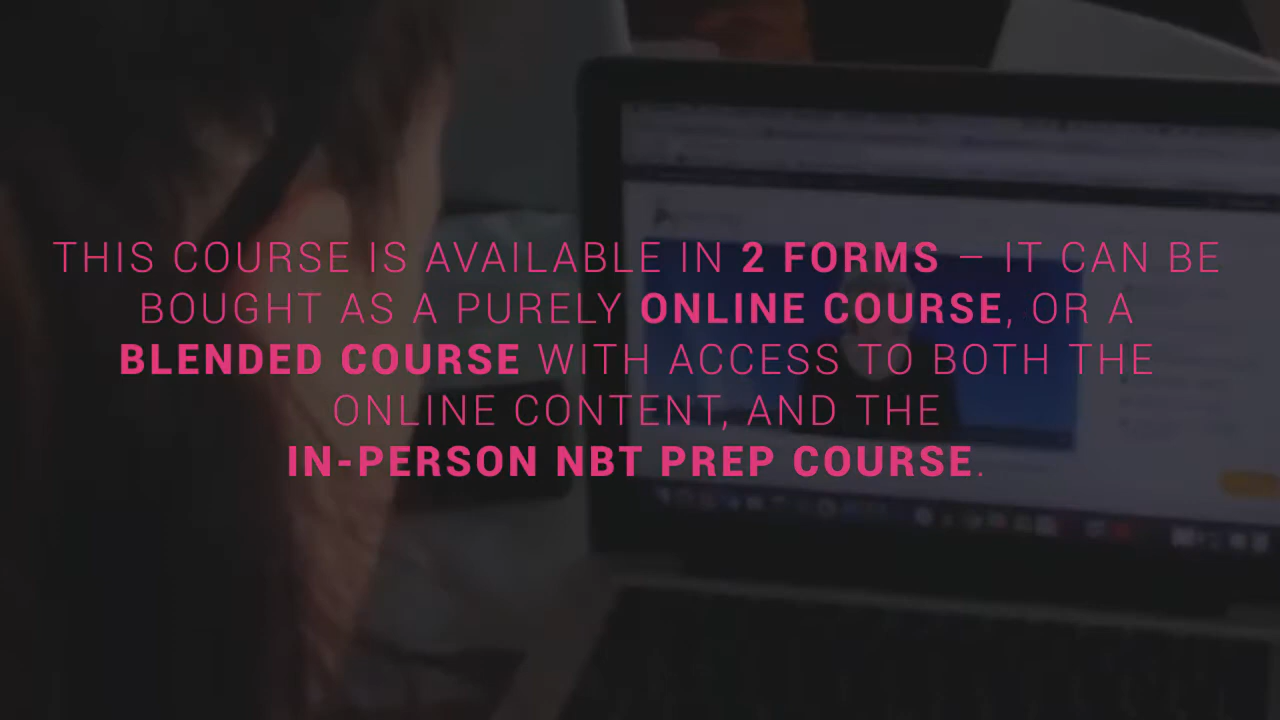 THIS COURSE IS AVAILABLE IN 2 FORMS – IT CAN BE
BOUGHT AS A PURELY ONLINE COURSE, OR A
BLENDED COURSE WITH ACCESS TO BOTH THE
ONLINE CONTENT, AND THE
IN-PERSON NBT PREP COURSE.